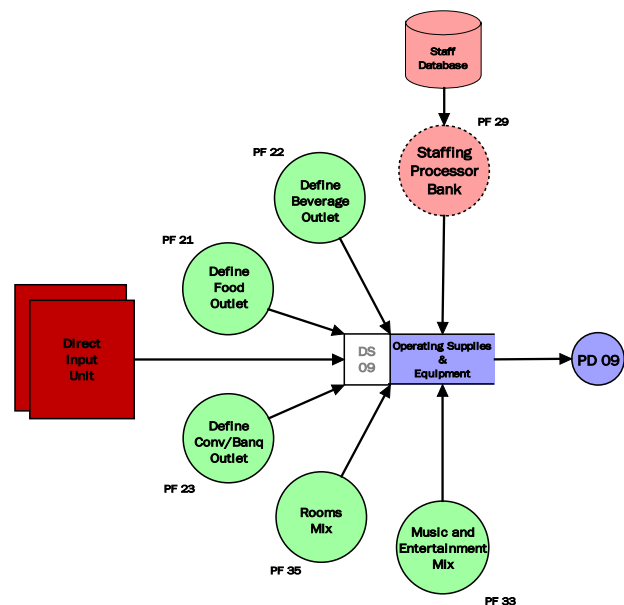 Staff
Database
PF 29
Staffing
Processor
Bank
PF 22
Define
Beverage
Outlet
PF 21
Define
Food
Outlet
Direct
Input
Unit
DS
09
Operating Supplies
&
Equipment
PD 09
Define
Conv/Banq
Outlet
PF 23
Rooms
Mix
PF 35
Music and
Entertainment
Mix
PF 33